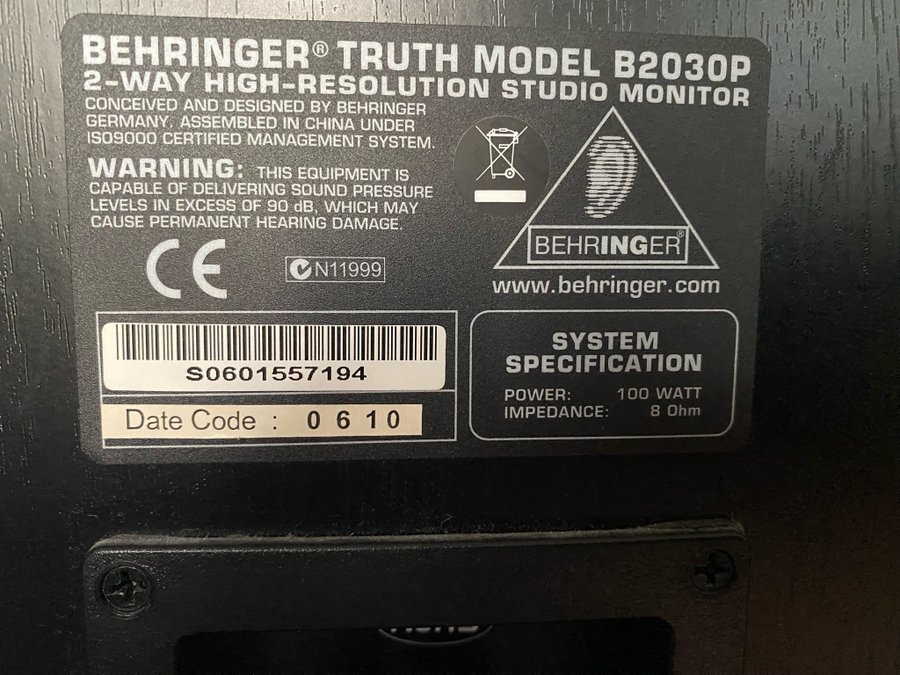 BEHRINGER® TRUTH MODEL B2030P
2-WAY HIGH-RESOLUTION STUDIO MONITOR
CONCEIVED AND DESIGNED BY BEHRINGER
GERMANY. ASSEMBLED IN CHINA UNDER
ISO9000 CERTIFIED MANAGEMENT SYSTEM.
WARNING: THIS EQUIPMENT IS
CAPABLE OF DELIVERING SOUND PRESSURE
LEVELS IN EXCESS OF 90 dB, WHICH MAY
CAUSE PERMANENT HEARING DAMAGE.
CE
N11999
BEHRINGER®
www.behringer.com
S0601557194
Date Code : 0610
SYSTEM
SPECIFICATION
POWER: 100 WATT
IMPEDANCE: 8 Ohm